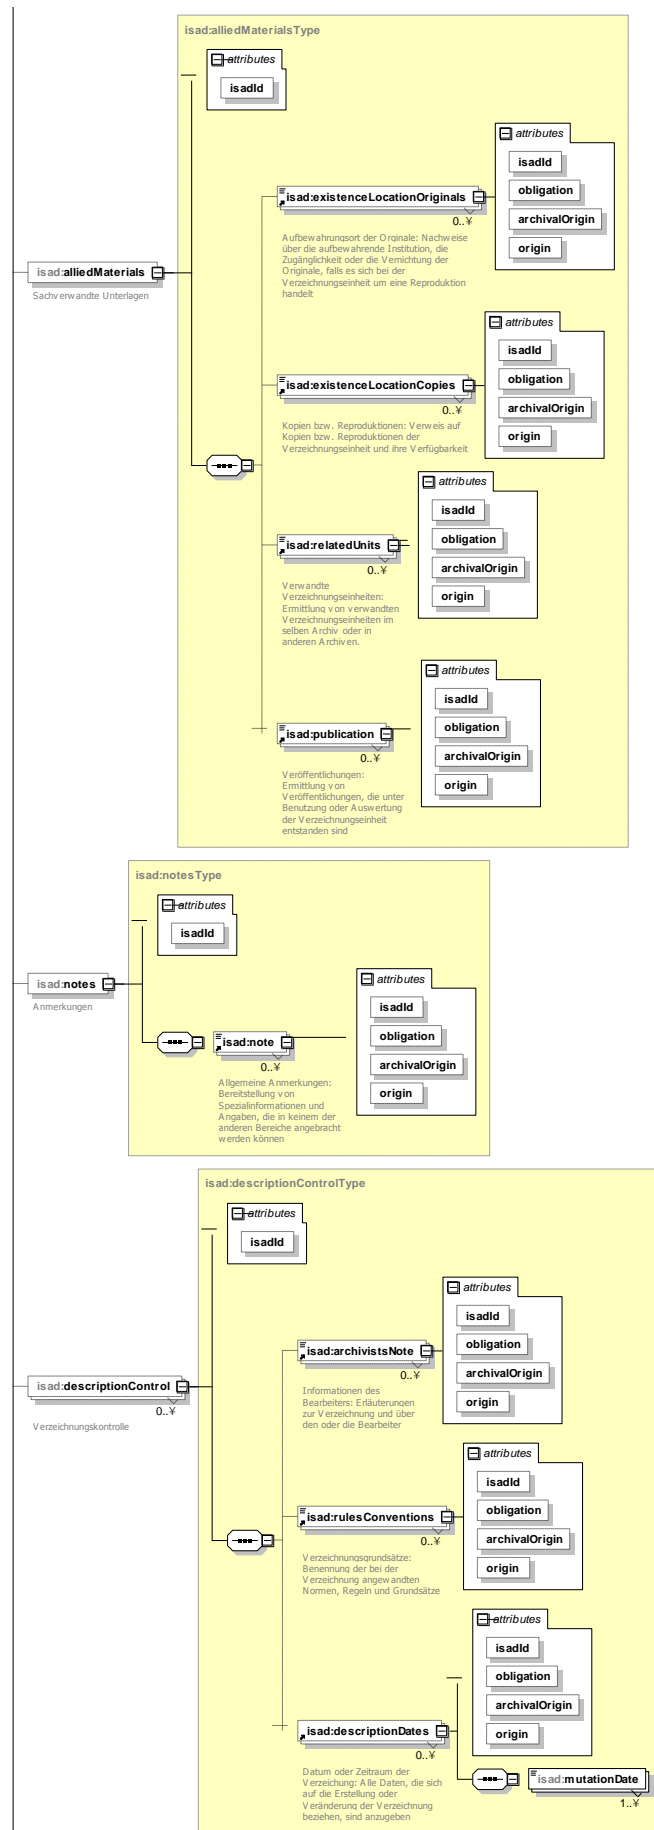 isad:alliedMaterialsType
attributes
isadId
isad:existenceLocationOriginals
0..¥
Aufbewahrungsort der Orginale: Nachweise
über die aufbewahrende Institution, die
Zugänglichkeit oder die Vernichtung der
Originale, falls es sich bei der
Verzeichnungseinheit um eine Reproduktion
handelt
attributes
isadId
obligation
archivalOrigin
origin
isad:alliedMaterials
Sachverwandte Unterlagen
isad:existenceLocationCopies
0..¥
Kopien bzw. Reproduktionen: Verweis auf
Kopien bzw. Reproduktionen der
Verzeichnungseinheit und ihre Verfügbarkeit
attributes
isadId
obligation
archivalOrigin
origin
isad:relatedUnits
0..¥
Verwandte
Verzeichnungseinheiten:
Ermittlung von verwandten
Verzeichnungseinheiten im
selben Archiv oder in
anderen Archiven.
attributes
isadId
obligation
archivalOrigin
origin
isad:publication
0..¥
Veröffentlichungen:
Ermittlung von
Veröffentlichungen, die unter
Benutzung oder Auswertung
der Verzeichnungseinheit
entstanden sind
attributes
isadId
obligation
archivalOrigin
origin
isad:notesType
attributes
isadId
isad:notes
Anmerkungen
isad:note
0..¥
Allgemeine Anmerkungen:
Bereitstellung von
Spezialinformationen und
Angaben, die in keinem der
anderen Bereiche angebracht
werden können
attributes
isadId
obligation
archivalOrigin
origin
isad:descriptionControlType
attributes
isadId
isad:descriptionControl
0..¥
Verzeichnungskontrolle
isad:archivistsNote
0..¥
Informationen des
Bearbeiters: Erläuterungen
zur Verzeichnung und über
den oder die Bearbeiter
attributes
isadId
obligation
archivalOrigin
origin
isad:rulesConventions
0..¥
Verzeichnungsgrundsätze:
Benennung der bei der
Verzeichnung angewandten
Normen, Regeln und Grundsätze
attributes
isadId
obligation
archivalOrigin
origin
isad:descriptionDates
0..¥
Datum oder Zeitraum der
Verzeichung: Alle Daten, die sich
auf die Erstellung oder
Veränderung der Verzeichnung
beziehen, sind anzugeben
attributes
isadId
obligation
archivalOrigin
origin
isad:mutationDate
1..¥